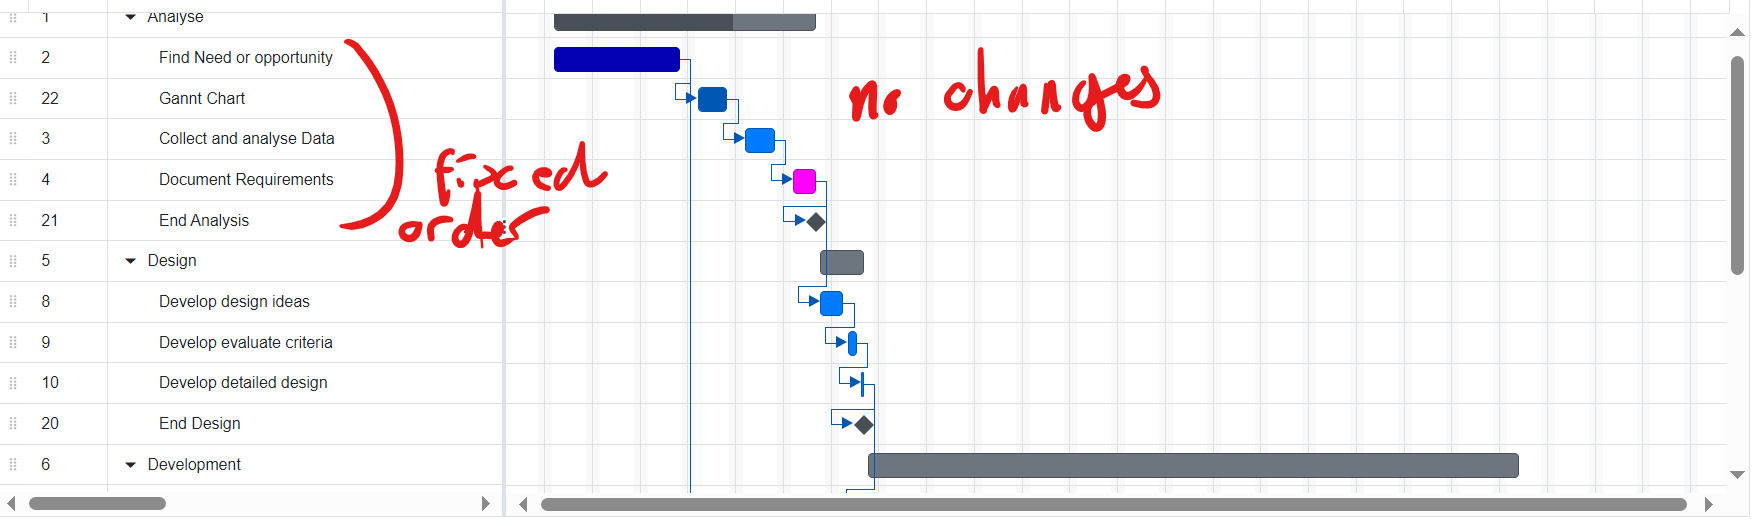 1 Analyse
2 Find Need or opportunity
22 Gannt Chart
no changes
3 Collect and analyse Data
4 Document Requirements
fixed
order
21 End Analysis
5 Design
8 Develop design ideas
9 Develop evaluate criteria
10 Develop detailed design
20 End Design
6 Development